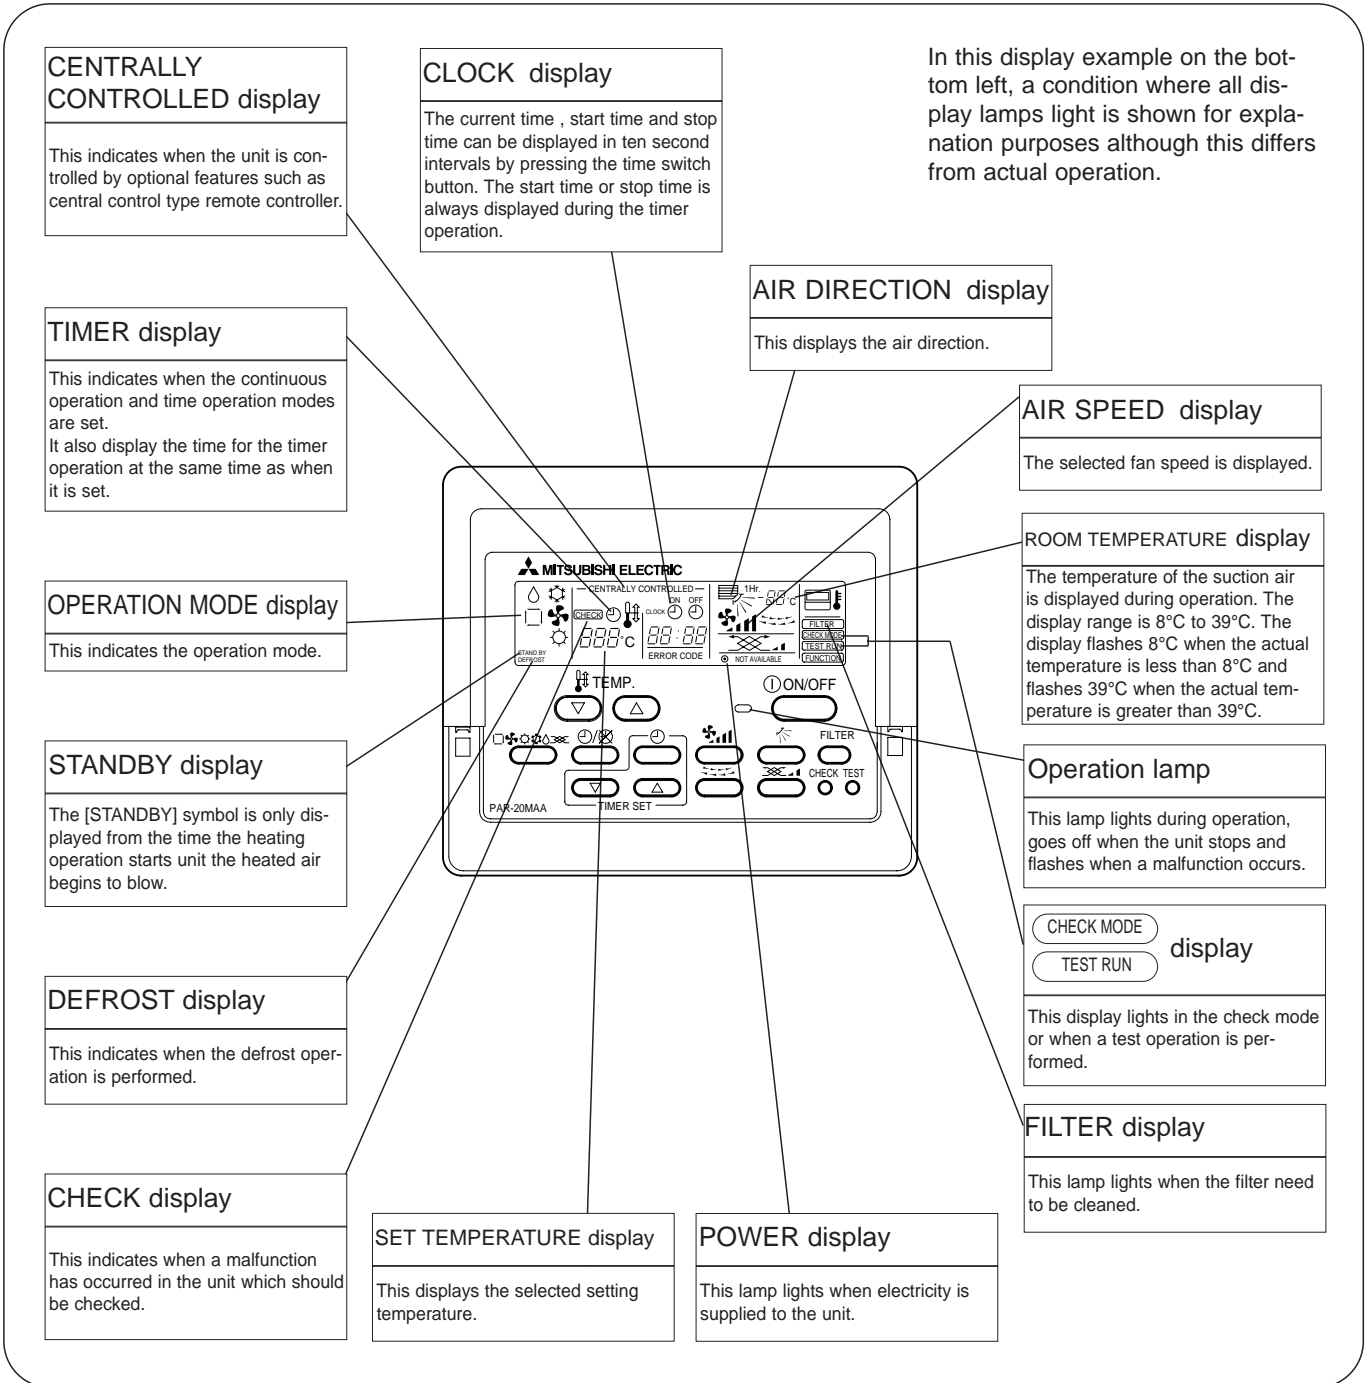 CENTRALLY
CONTROLLED display
This indicates when the unit is con-
trolled by optional features such as
central control type remote controller.
CLOCK display
The current time , start time and stop
time can be displayed in ten second
intervals by pressing the time switch
button. The start time or stop time is
always displayed during the timer
operation.
In this display example on the bot-
tom left, a condition where all dis-
play lamps light is shown for expla-
nation purposes although this differs
from actual operation.
TIMER display
This indicates when the continuous
operation and time operation modes
are set.
It also display the time for the timer
operation at the same time as when
it is set.
AIR DIRECTION display
This displays the air direction.
AIR SPEED display
The selected fan speed is displayed.
OPERATION MODE display
This indicates the operation mode.
ROOM TEMPERATURE display
The temperature of the suction air
is displayed during operation. The
display range is 8°C to 39°C. The
display flashes 8°C when the actual
temperature is less than 8°C and
flashes 39°C when the actual tem-
perature is greater than 39°C.
MITSUBISHI ELECTRIC
CENTRALLY CONTROLLED
1Hr.
ON OFF
CLOCK
CHECK
88°C
888°C
88:88
ERROR CODE
STAND BY
DEFROST
NOT AVAILABLE
FILTER
CHECK MODE
TEST RUN
FUNCTION
TEMP.
ON/OFF
FILTER
CHECK TEST
PAR-20MAA
TIMER SET
STANDBY display
The [STANDBY] symbol is only dis-
played from the time the heating
operation starts unit the heated air
begins to blow.
Operation lamp
This lamp lights during operation,
goes off when the unit stops and
flashes when a malfunction occurs.
CHECK MODE
TEST RUN
display
This display lights in the check mode
or when a test operation is per-
formed.
DEFROST display
This indicates when the defrost oper-
ation is performed.
FILTER display
This lamp lights when the filter need
to be cleaned.
CHECK display
This indicates when a malfunction
has occurred in the unit which should
be checked.
SET TEMPERATURE display
This displays the selected setting
temperature.
POWER display
This lamp lights when electricity is
supplied to the unit.